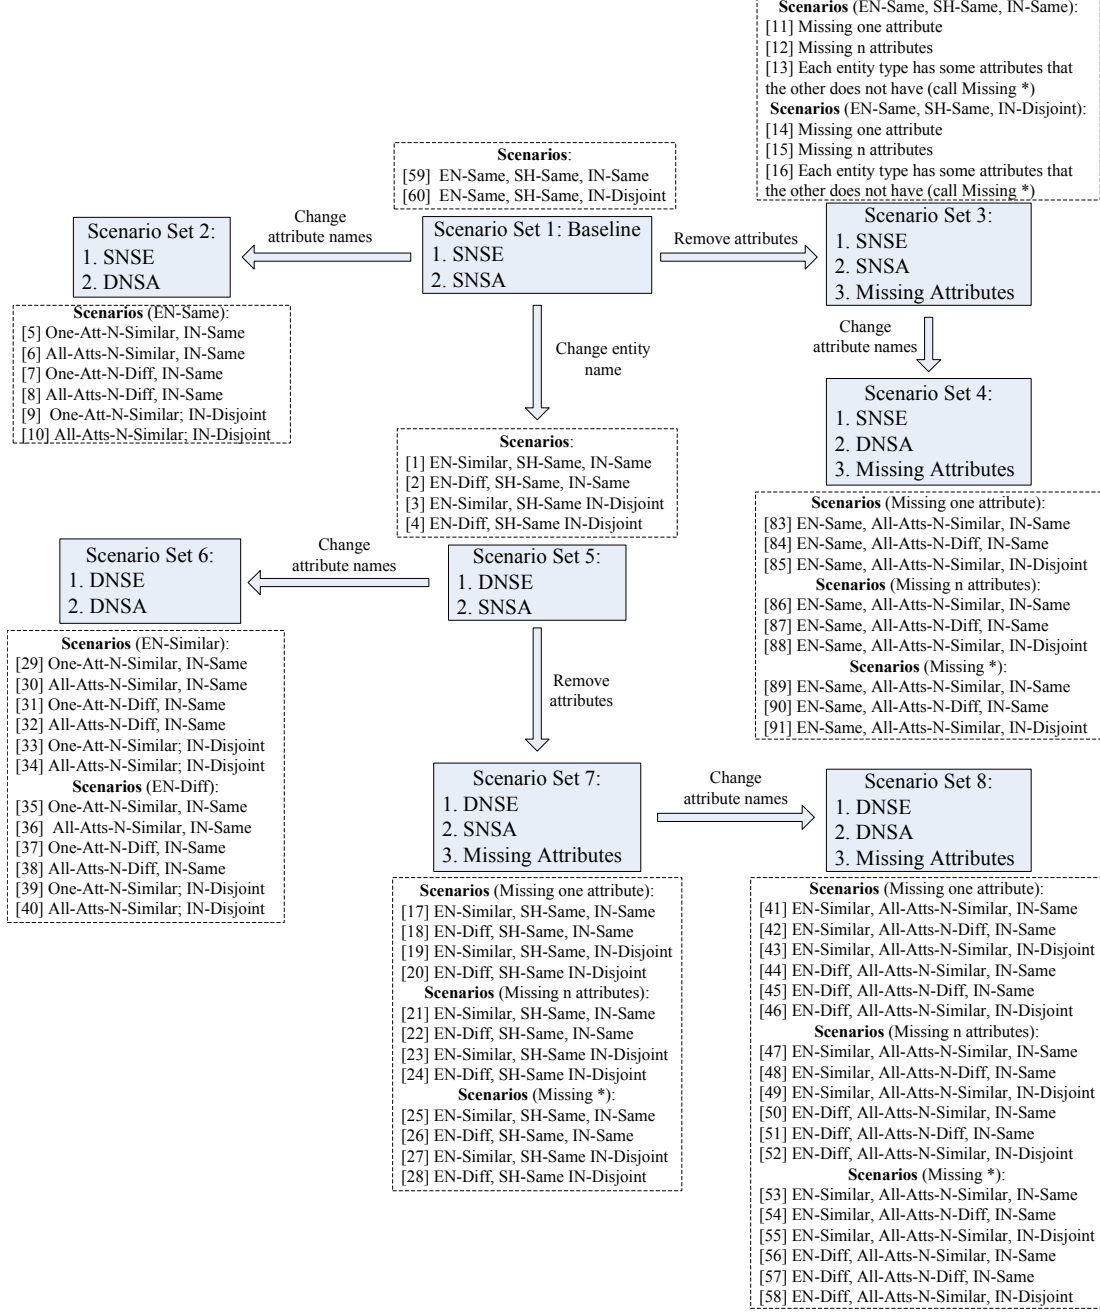 Scenarios (EN-Same, SH-Same, IN-Same):
[11] Missing one attribute
[12] Missing n attributes
[13] Each entity type has some attributes that
the other does not have (call Missing *)
Scenarios (EN-Same, SH-Same, IN-Disjoint):
[14] Missing one attribute
[15] Missing n attributes
[16] Each entity type has some attributes that
the other does not have (call Missing *)
Scenarios:
[59] EN-Same, SH-Same, IN-Same
[60] EN-Same, SH-Same, IN-Disjoint
Scenario Set 2:
1. SNSE
2. DNSA
Change
attribute names
Scenario Set 1: Baseline
1. SNSE
2. SNSA
Remove attributes
Scenario Set 3:
1. SNSE
2. SNSA
3. Missing Attributes
Scenarios (EN-Same):
[5] One-Att-N-Similar, IN-Same
[6] All-Atts-N-Similar, IN-Same
[7] One-Att-N-Diff, IN-Same
[8] All-Atts-N-Diff, IN-Same
[9] One-Att-N-Similar; IN-Disjoint
[10] All-Atts-N-Similar; IN-Disjoint
Change entity
name
Change
attribute names
Scenario Set 4:
1. SNSE
2. DNSA
3. Missing Attributes
Scenarios:
[1] EN-Similar, SH-Same, IN-Same
[2] EN-Diff, SH-Same, IN-Same
[3] EN-Similar, SH-Same IN-Disjoint
[4] EN-Diff, SH-Same IN-Disjoint
Scenarios (Missing one attribute):
[83] EN-Same, All-Atts-N-Similar, IN-Same
[84] EN-Same, All-Atts-N-Diff, IN-Same
[85] EN-Same, All-Atts-N-Similar, IN-Disjoint
Scenarios (Missing n attributes):
[86] EN-Same, All-Atts-N-Similar, IN-Same
[87] EN-Same, All-Atts-N-Diff, IN-Same
[88] EN-Same, All-Atts-N-Similar, IN-Disjoint
Scenarios (Missing *):
[89] EN-Same, All-Atts-N-Similar, IN-Same
[90] EN-Same, All-Atts-N-Diff, IN-Same
[91] EN-Same, All-Atts-N-Similar, IN-Disjoint
Scenario Set 6:
1. DNSE
2. DNSA
Change
attribute names
Scenario Set 5:
1. DNSE
2. SNSA
Scenarios (EN-Similar):
[29] One-Att-N-Similar, IN-Same
[30] All-Atts-N-Similar, IN-Same
[31] One-Att-N-Diff, IN-Same
[32] All-Atts-N-Diff, IN-Same
[33] One-Att-N-Similar; IN-Disjoint
[34] All-Atts-N-Similar; IN-Disjoint
Scenarios (EN-Diff):
[35] One-Att-N-Similar, IN-Same
[36] All-Atts-N-Similar, IN-Same
[37] One-Att-N-Diff, IN-Same
[38] All-Atts-N-Diff, IN-Same
[39] One-Att-N-Similar; IN-Disjoint
[40] All-Atts-N-Similar; IN-Disjoint
Remove
attributes
Scenario Set 7:
1. DNSE
2. SNSA
3. Missing Attributes
Change
attribute names
Scenario Set 8:
1. DNSE
2. DNSA
3. Missing Attributes
Scenarios (Missing one attribute):
[17] EN-Similar, SH-Same, IN-Same
[18] EN-Diff, SH-Same, IN-Same
[19] EN-Similar, SH-Same, IN-Disjoint
[20] EN-Diff, SH-Same IN-Disjoint
Scenarios (Missing n attributes):
[21] EN-Similar, SH-Same, IN-Same
[22] EN-Diff, SH-Same, IN-Same
[23] EN-Similar, SH-Same IN-Disjoint
[24] EN-Diff, SH-Same IN-Disjoint
Scenarios (Missing *):
[25] EN-Similar, SH-Same, IN-Same
[26] EN-Diff, SH-Same, IN-Same
[27] EN-Similar, SH-Same IN-Disjoint
[28] EN-Diff, SH-Same IN-Disjoint
Scenarios (Missing one attribute):
[41] EN-Similar, All-Atts-N-Similar, IN-Same
[42] EN-Similar, All-Atts-N-Diff, IN-Same
[43] EN-Similar, All-Atts-N-Similar, IN-Disjoint
[44] EN-Diff, All-Atts-N-Similar, IN-Same
[45] EN-Diff, All-Atts-N-Diff, IN-Same
[46] EN-Diff, All-Atts-N-Similar, IN-Disjoint
Scenarios (Missing n attributes):
[47] EN-Similar, All-Atts-N-Similar, IN-Same
[48] EN-Similar, All-Atts-N-Diff, IN-Same
[49] EN-Similar, All-Atts-N-Similar, IN-Disjoint
[50] EN-Diff, All-Atts-N-Similar, IN-Same
[51] EN-Diff, All-Atts-N-Diff, IN-Same
[52] EN-Diff, All-Atts-N-Similar, IN-Disjoint
Scenarios (Missing *):
[53] EN-Similar, All-Atts-N-Similar, IN-Same
[54] EN-Similar, All-Atts-N-Diff, IN-Same
[55] EN-Similar, All-Atts-N-Similar, IN-Disjoint
[56] EN-Diff, All-Atts-N-Similar, IN-Same
[57] EN-Diff, All-Atts-N-Diff, IN-Same
[58] EN-Diff, All-Atts-N-Similar, IN-Disjoint